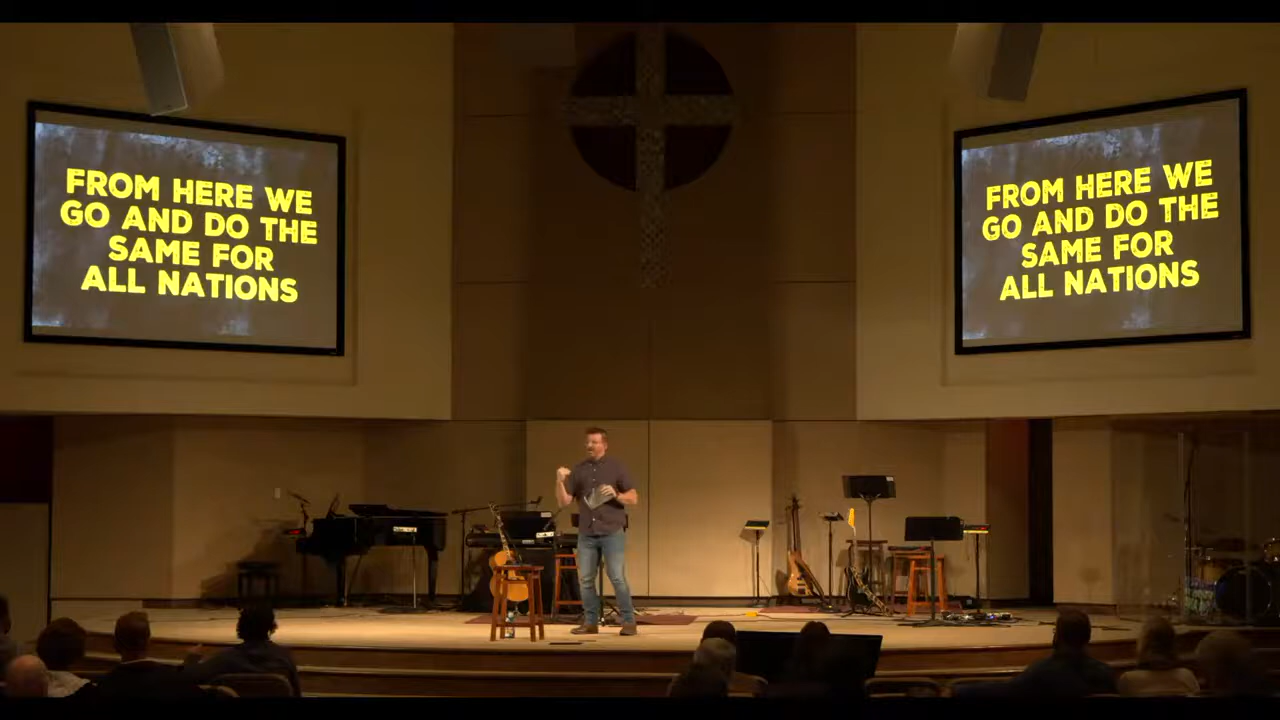 FROM HERE WE
GO AND DO THE
SAME FOR
ALL NATIONS
FROM HERE WE
GO AND DO THE
SAME FOR
ALL NATIONS